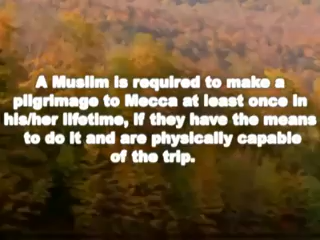 A Muslim is required to make a
pilgrimage to Mecca at least once in
his/her lifetime, if they have the means
to do it and are physically capable
of the trip.